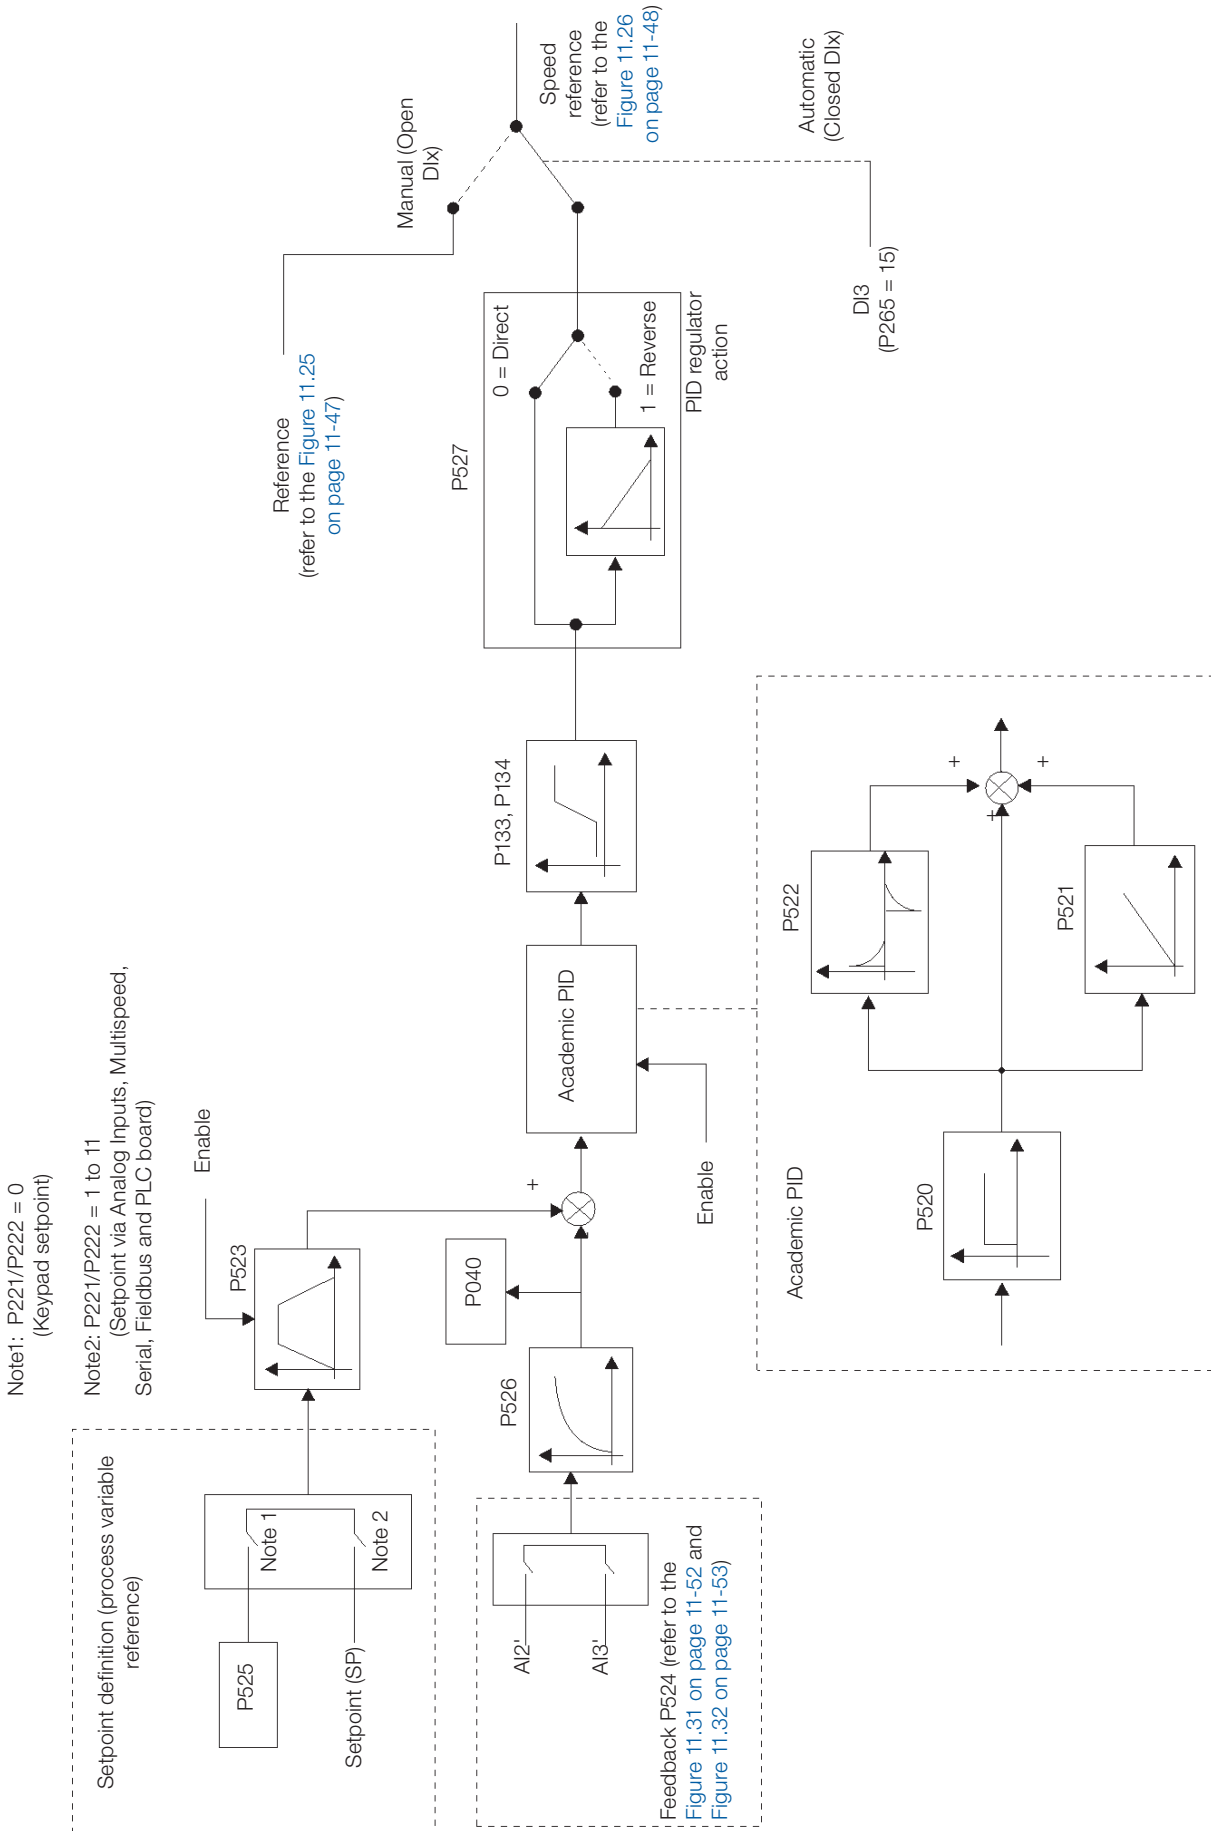 Note1: P221/P222 = 0
(Keypad setpoint)
Note2: P221/P222 = 1 to 11
(Setpoint via Analog Inputs, Multispeed,
Serial, Fieldbus and PLC board)
Setpoint definition (process variable
reference)
P525
Setpoint (SP)
Note 1
Note 2
P523
Enable
AI2'
AI3'
Feedback P524 (refer to the
Figure 11.31 on page 11-52 and
Figure 11.32 on page 11-53)
P526
P040
+
-
Enable
Academic PID
P133, P134
P527
0 = Direct
1 = Reverse
PID regulator
action
Reference
(refer to the Figure 11.25
on page 11-47)
Manual (Open
DIx)
Speed
reference
(refer to the
Figure 11.26
on page 11-48)
Automatic
(Closed DIx)
DI3
(P265 = 15)
Academic PID
P520
P522
P521
+
+
+